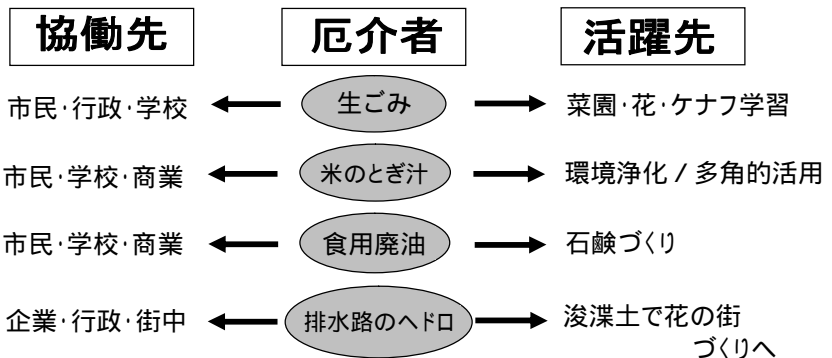 協働先 厄介者 活躍先
市民・行政・学校 生ごみ 菜園・花・ケナフ学習
市民・学校・商業 米のとぎ汁 環境浄化 / 多角的活用
市民・学校・商業 食用廃油 石鹸づくり
企業・行政・街中 排水路のヘドロ 浚渫土で花の街
づくりへ